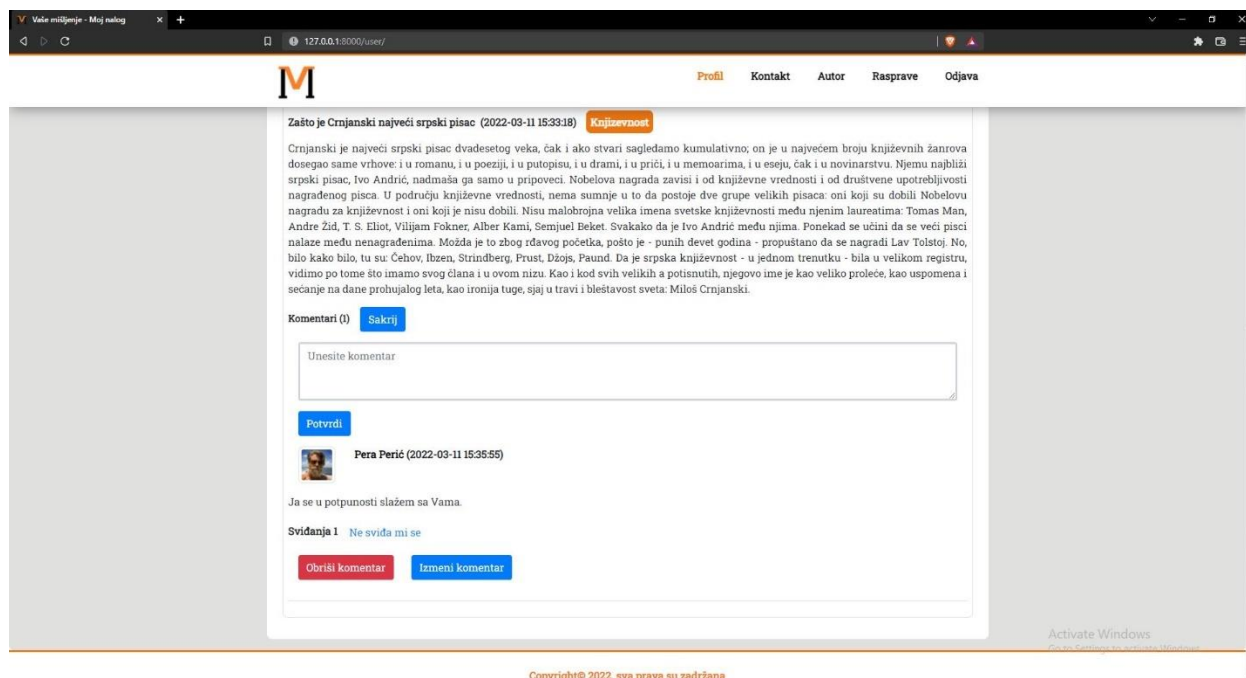 Vaše mišljenje - Moj nalog
127.0.0.1:8000/user/
M
Profil Kontakt Autor Rasprave Odjava
Zašto je Crnjanski najveći srpski pisac (2022-03-11 15:33:18) Knjizevnost
Crnjanski je najveći srpski pisac dvadesetog veka, čak i ako stvari sagledamo kumulativno; on je u najvećem broju književnih žanrova
dosegao same vrhove: i u romanu, i u poeziji, i u putopisu, i u drami, i u priči, i u memoarima, i u eseju, čak i u novinarstvu. Njemu najbliži
srpski pisac, Ivo Andrić, nadmaša ga samo u pripoveci. Nobelova nagrada zavisi i od književne vrednosti i od društvene upotrebljivosti
nagrađenog pisca. U području književne vrednosti, nema sumnje u to da postoje dve grupe velikih pisaca: oni koji su dobili Nobelovu
nagradu za književnost i oni koji je nisu dobili. Nisu malobrojna velika imena svetske književnosti među njenim laureatima: Tomas Man,
Andre Žid, T. S. Eliot, Vilijam Fokner, Alber Kami, Semjuel Beket. Svakako da je Ivo Andrić među njima. Ponekad se učini da se veći pisci
nalaze među nenagrađenima. Možda je to zbog rđavog početka, pošto je - punih devet godina - propuštano da se nagradi Lav Tolstoj. No,
bilo kako bilo, tu su: Čehov, Ibzen, Strindberg, Prust, Džojs, Paund. Da je srpska književnost - u jednom trenutku - bila u velikom registru,
vidimo po tome što imamo svog člana i u ovom nizu. Kao i kod svih velikih a potisnutih, njegovo ime je kao veliko proleće, kao uspomena i
sećanje na dane prohujalog leta, kao ironija tuge, sjaj u travi i bleštavost sveta: Miloš Crnjanski.
Komentari (1) Sakrij
Unesite komentar
Potvrdi
Pera Perić (2022-03-11 15:35:55)
Ja se u potpunosti slažem sa Vama.
Sviđanja 1 Ne sviđa mi se
Obriši komentar Izmeni komentar
Activate Windows
Go to Settings to activate Windows.
Copyright© 2022, sva prava su zadržana